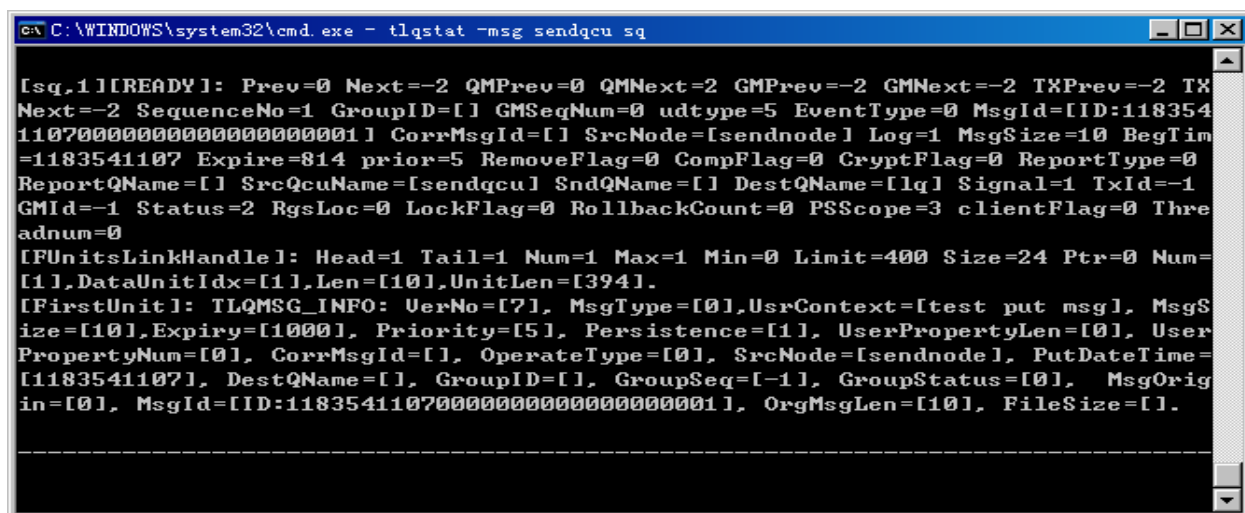 C:\WINDOWS\system32\cmd.exe - tlqstat -msg sendqcu sq
[sq,1][READY]: Prev=0 Next=-2 QMPrev=0 QMNext=2 GMPrev=-2 GMNext=-2 TXPrev=-2 TX
Next=-2 SequenceNo=1 GroupID=[] GMSeqNum=0 udtype=5 EventType=0 MsgId=[ID:118354
11070000000000000000001] CorrMsgId=[] SrcNode=[sendnode] Log=1 MsgSize=10 BegTim
=1183541107 Expire=814 prior=5 RemoveFlag=0 CompFlag=0 CryptFlag=0 ReportType=0
ReportQName=[] SrcQcuName=[sendqcu] SndQName=[] DestQName=[lq] Signal=1 TxId=-1
GMId=-1 Status=2 RgsLoc=0 LockFlag=0 RollbackCount=0 PSScope=3 clientFlag=0 Thre
adnum=0
[FUnitsLinkHandle]: Head=1 Tail=1 Num=1 Max=1 Min=0 Limit=400 Size=24 Ptr=0 Num=
[1],DataUnitIdx=[1],Len=[10],UnitLen=[394].
[FirstUnit]: TLQMSG_INFO: VerNo=[7], MsgType=[0],UsrContext=[test put msg], MsgS
ize=[10],Expiry=[1000], Priority=[5], Persistence=[1], UserPropertyLen=[0], User
PropertyNum=[0], CorrMsgId=[], OperateType=[0], SrcNode=[sendnode], PutDateTime=
[1183541107], DestQName=[], GroupID=[], GroupSeq=[-1], GroupStatus=[0],  MsgOrig
in=[0], MsgId=[ID:11835411070000000000000000001], OrgMsgLen=[10], FileSize=[].
--------------------------------------------------------------------------------